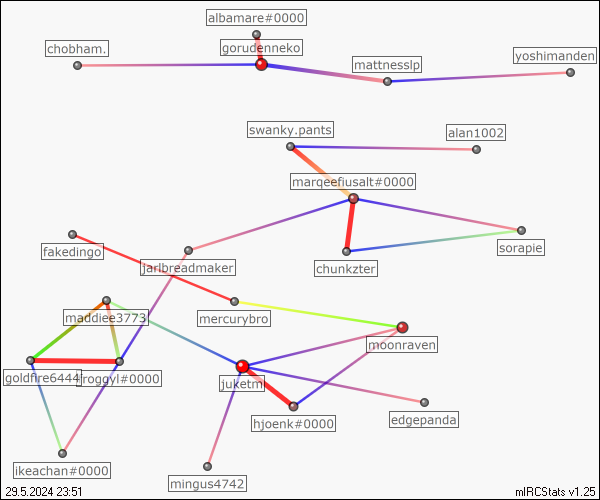 albamare#0000
chobham.
gorudenneko
mattnesslp
yoshimanden
swanky.pants
alan1002
marqeefiusalt#0000
fakedingo
jarlbreadmaker
chunkzter
sorapie
maddiee3773
mercurybro
moonraven
goldfire6444
froggyl#0000
juketmi
hjoenk#0000
edgepanda
ikeachan#0000
mingus4742
29.5.2024 23:51
mIRCStats v1.25